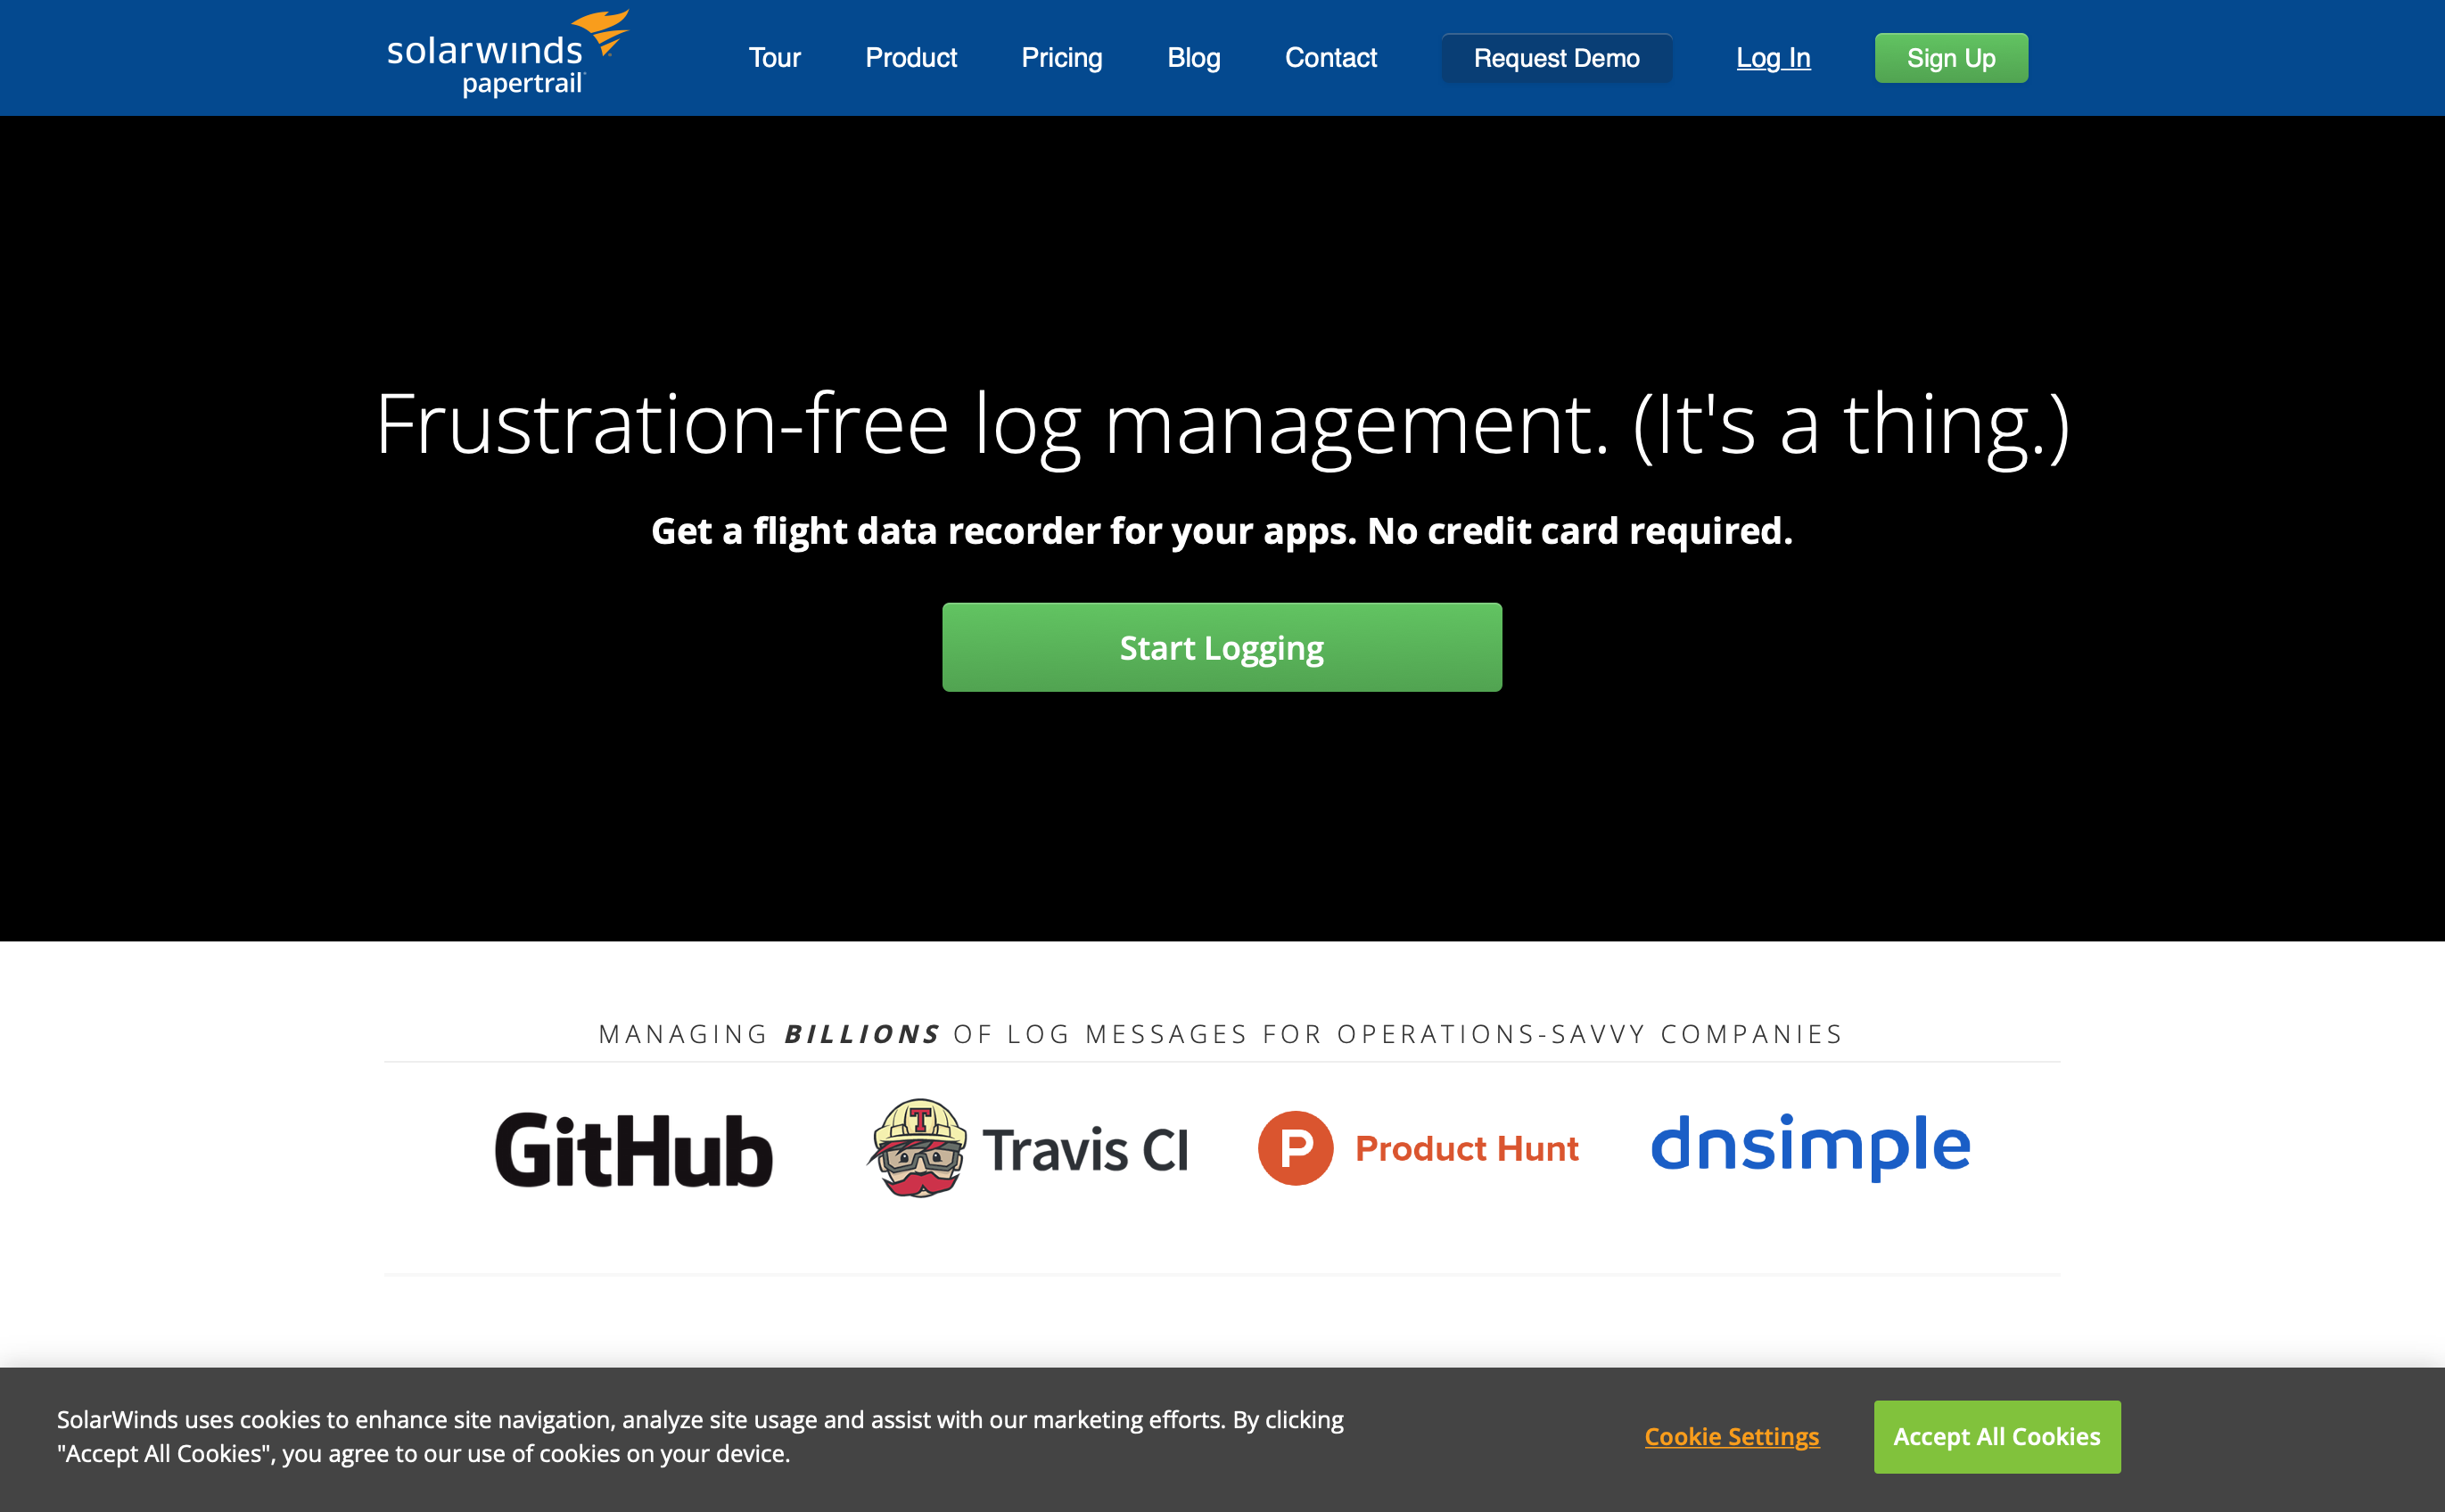 solarwinds
papertrail
Tour
Product
Pricing
Blog
Contact
Request Demo
Log In
Sign Up
Frustration-free log management. (It's a thing.)
Get a flight data recorder for your apps. No credit card required.
Start Logging
MANAGING BILLIONS OF LOG MESSAGES FOR OPERATIONS-SAVVY COMPANIES
GitHub
T
Travis CI
P
Product Hunt
dnsimple
SolarWinds uses cookies to enhance site navigation, analyze site usage and assist with our marketing efforts. By clicking
"Accept All Cookies", you agree to our use of cookies on your device.
Cookie Settings
Accept All Cookies